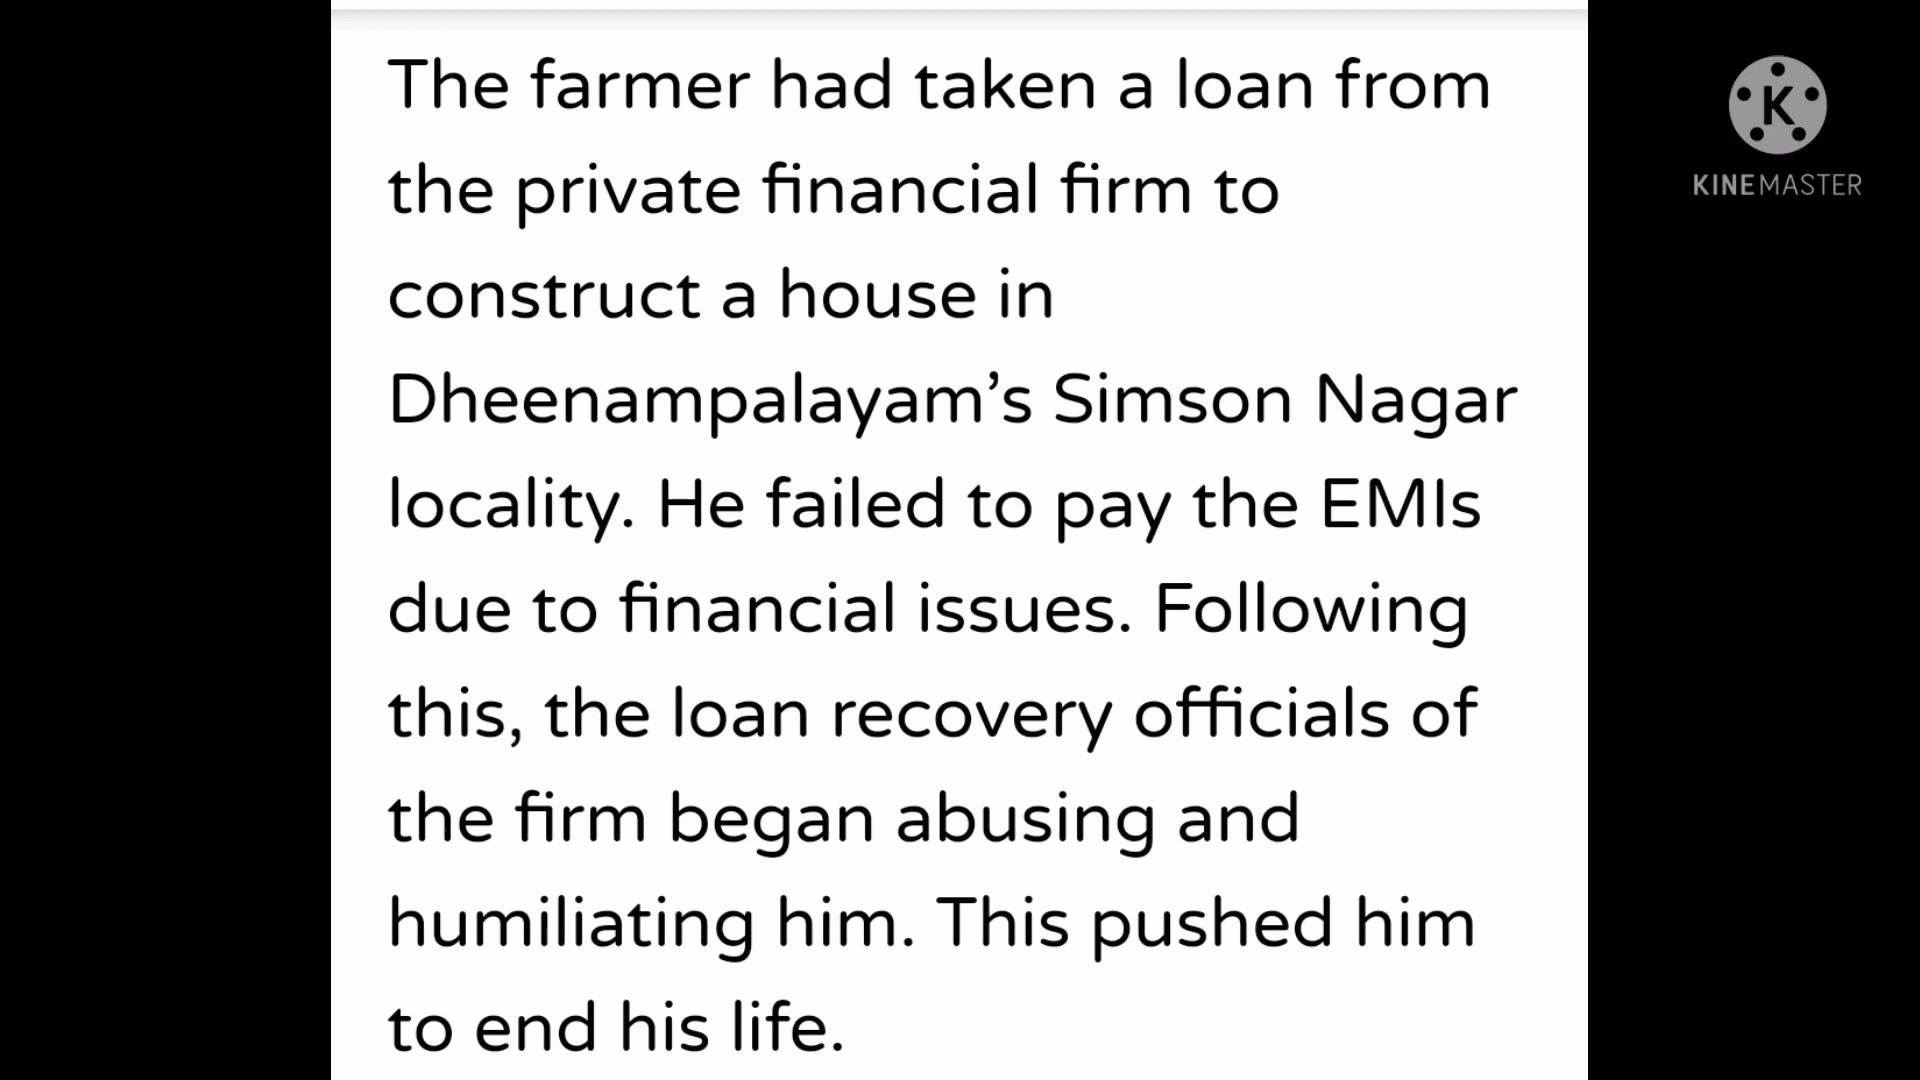 The farmer had taken a loan from
the private financial firm to
construct a house in
Dheenampalayam’s Simson Nagar
locality. He failed to pay the EMIs
due to financial issues. Following
this, the loan recovery officials of
the firm began abusing and
humiliating him. This pushed him
to end his life.
K
KINEMASTER